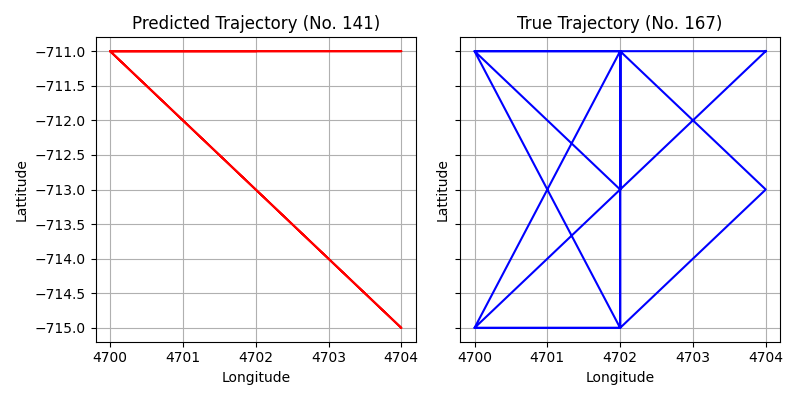 Predicted Trajectory (No. 141)
True Trajectory (No. 167)
−711.0
−711.5
−712.0
−712.5
−713.0
−713.5
−714.0
−714.5
−715.0
Lattitude
Lattitude
4700 4701 4702 4703 4704
4700 4701 4702 4703 4704
Longitude
Longitude